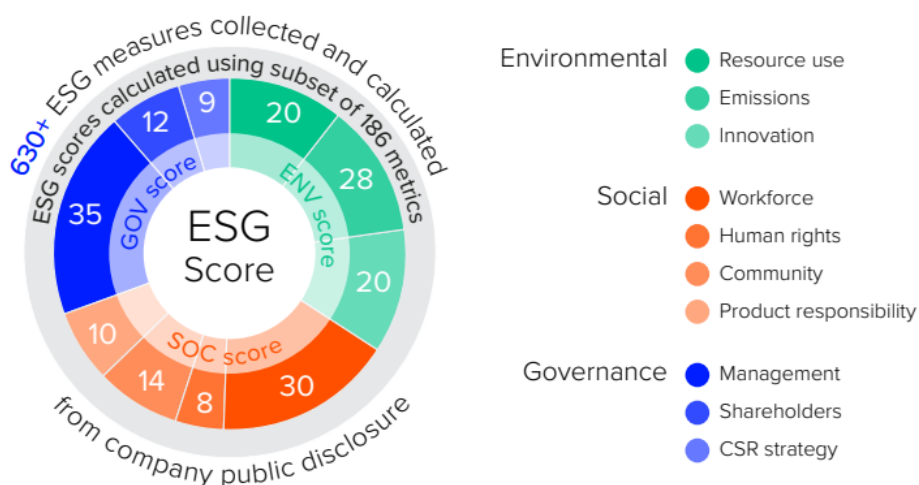 630+ ESG measures collected and calculated
ESG scores calculated using subset of 186 metrics
from company public disclosure
ESG
Score
ENV score
SOC score
GOV score
20
28
20
30
8
14
10
35
12
9
Environmental
Resource use
Emissions
Innovation
Social
Workforce
Human rights
Community
Product responsibility
Governance
Management
Shareholders
CSR strategy